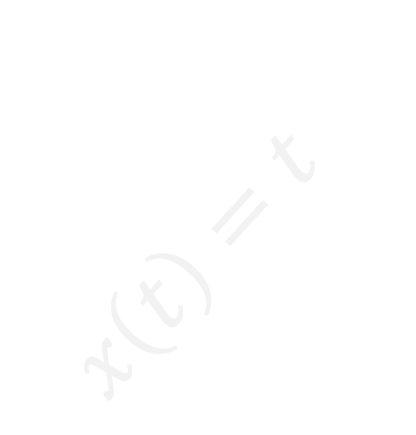 x(t) = t